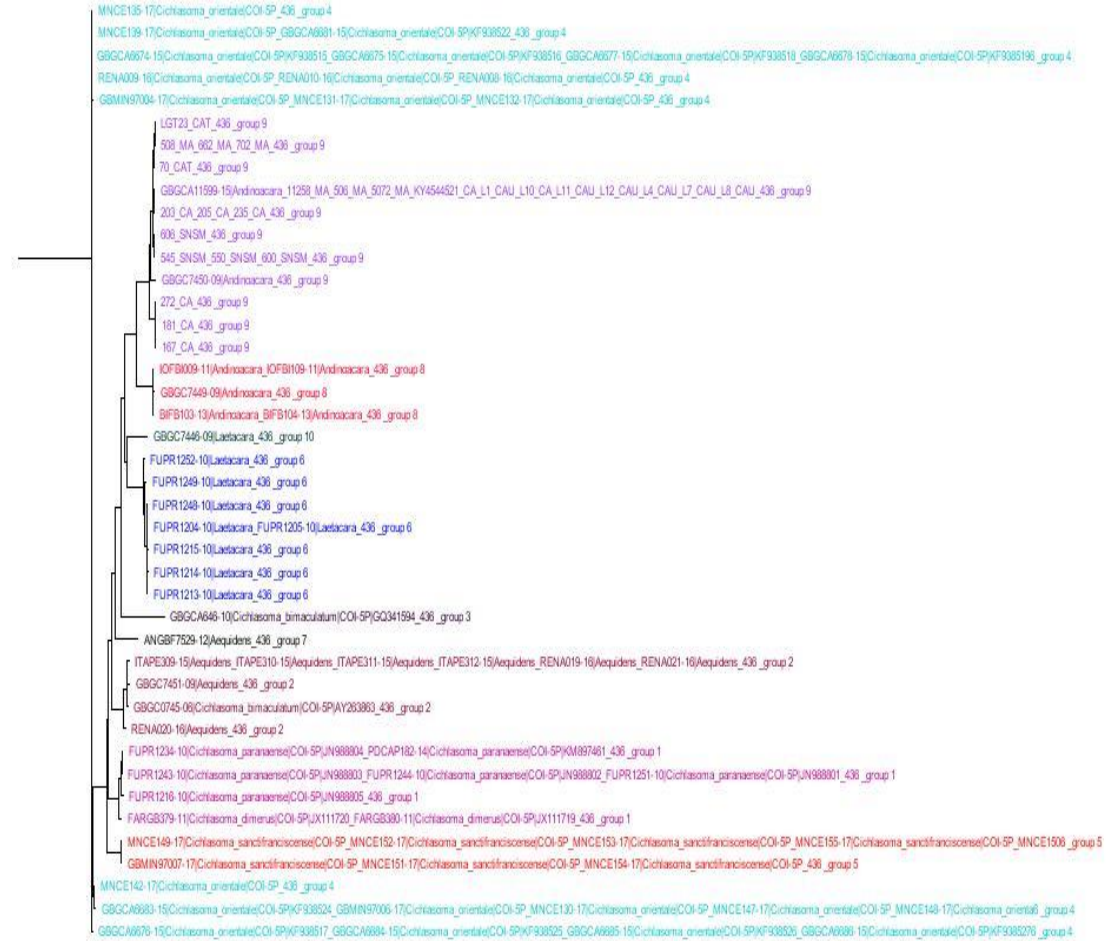 MNCE135-17|Cichlasoma_orientale|COI-5P_436_group 4
MNCE139-17|Cichlasoma_orientale|COI-5P_GBGCA6681-15|Cichlasoma_orientale|COI-5P|KF938522_436_group 4
GBGCA6674-15|Cichlasoma_orientale|COI-5P|KF938515_GBGCA6675-15|Cichlasoma_orientale|COI-5P|KF938516_GBGCA6677-15|Cichlasoma_orientale|COI-5P|KF938518_GBGCA6678-15|Cichlasoma_orientale|COI-5P|KF9385196_group 4
RENA009-16|Cichlasoma_orientale|COI-5P_RENA010-16|Cichlasoma_orientale|COI-5P_RENA008-16|Cichlasoma_orientale|COI-5P_436_group 4
GBMIN97004-17|Cichlasoma_orientale|COI-5P_MNCE131-17|Cichlasoma_orientale|COI-5P_MNCE132-17|Cichlasoma_orientale|COI-5P_436_group 4
LGT23_CAT_436_group 9
508_MA_662_MA_702_MA_436_group 9
70_CAT_436_group 9
GBGCA11599-15|Andinoacara_11258_MA_506_MA_5072_MA_KY4544521_CA_L1_CAU_L10_CA_L11_CAU_L12_CAU_L4_CAU_L7_CAU_L8_CAU_436_group 9
203_CA_205_CA_235_CA_436_group 9
606_SNSM_436_group 9
545_SNSM_550_SNSM_600_SNSM_436_group 9
GBGC7450-09|Andinoacara_436_group 9
272_CA_436_group 9
181_CA_436_group 9
167_CA_436_group 9
IOFBI009-11|Andinoacara_IOFBI109-11|Andinoacara_436_group 8
GBGC7449-09|Andinoacara_436_group 8
BIFB103-13|Andinoacara_BIFB104-13|Andinoacara_436_group 8
GBGC7446-09|Laetacara_436_group 10
FUPR1252-10|Laetacara_436_group 6
FUPR1249-10|Laetacara_436_group 6
FUPR1248-10|Laetacara_436_group 6
FUPR1204-10|Laetacara_FUPR1205-10|Laetacara_436_group 6
FUPR1215-10|Laetacara_436_group 6
FUPR1214-10|Laetacara_436_group 6
FUPR1213-10|Laetacara_436_group 6
GBGCA646-10|Cichlasoma_bimaculatum|COI-5P|GQ341594_436_group 3
ANGBF7529-12|Aequidens_436_group 7
ITAPE309-15|Aequidens_ITAPE310-15|Aequidens_ITAPE311-15|Aequidens_ITAPE312-15|Aequidens_RENA019-16|Aequidens_RENA021-16|Aequidens_436_group 2
GBGC7451-09|Aequidens_436_group 2
GBGC0745-06|Cichlasoma_bimaculatum|COI-5P|AY263863_436_group 2
RENA020-16|Aequidens_436_group 2
FUPR1234-10|Cichlasoma_paranaense|COI-5P|JN988804_PDCAP182-14|Cichlasoma_paranaense|COI-5P|KM897461_436_group 1
FUPR1243-10|Cichlasoma_paranaense|COI-5P|JN988803_FUPR1244-10|Cichlasoma_paranaense|COI-5P|JN988802_FUPR1251-10|Cichlasoma_paranaense|COI-5P|JN988801_436_group 1
FUPR1216-10|Cichlasoma_paranaense|COI-5P|JN988805_436_group 1
FARGB379-11|Cichlasoma_dimerus|COI-5P|JX111720_FARGB380-11|Cichlasoma_dimerus|COI-5P|JX111719_436_group 1
MNCE149-17|Cichlasoma_sanctifranciscense|COI-5P_MNCE152-17|Cichlasoma_sanctifranciscense|COI-5P_MNCE153-17|Cichlasoma_sanctifranciscense|COI-5P_MNCE155-17|Cichlasoma_sanctifranciscense|COI-5P_MNCE1506_group 5
GBMIN97007-17|Cichlasoma_sanctifranciscense|COI-5P_MNCE151-17|Cichlasoma_sanctifranciscense|COI-5P_MNCE154-17|Cichlasoma_sanctifranciscense|COI-5P_436_group 5
MNCE142-17|Cichlasoma_orientale|COI-5P_436_group 4
GBGCA6683-15|Cichlasoma_orientale|COI-5P|KF938524_GBMIN97006-17|Cichlasoma_orientale|COI-5P_MNCE130-17|Cichlasoma_orientale|COI-5P_MNCE147-17|Cichlasoma_orientale|COI-5P_MNCE148-17|Cichlasoma_orienta6_group 4
GBGCA6676-15|Cichlasoma_orientale|COI-5P|KF938517_GBGCA6684-15|Cichlasoma_orientale|COI-5P|KF938525_GBGCA6685-15|Cichlasoma_orientale|COI-5P|KF938526_GBGCA6686-15|Cichlasoma_orientale|COI-5P|KF9385276_group 4